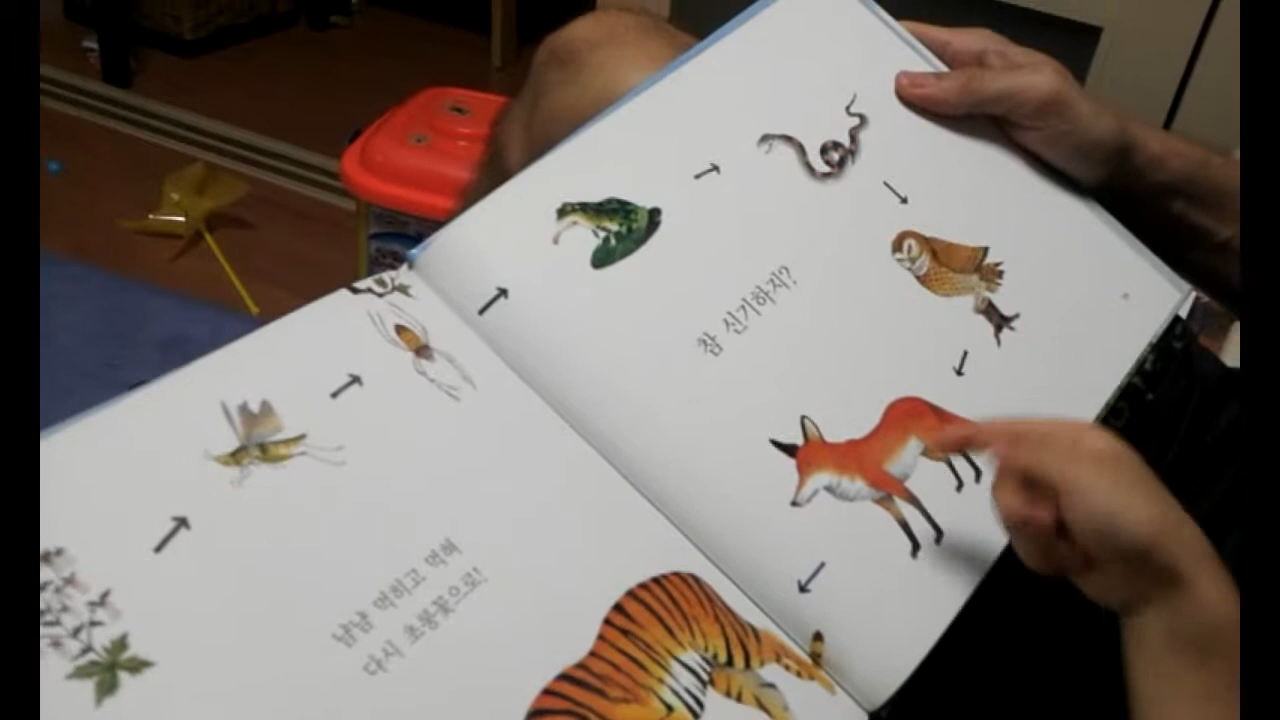 냠냠 먹히고 먹혀
다시 초롱꽃으로!
참 신기하지?